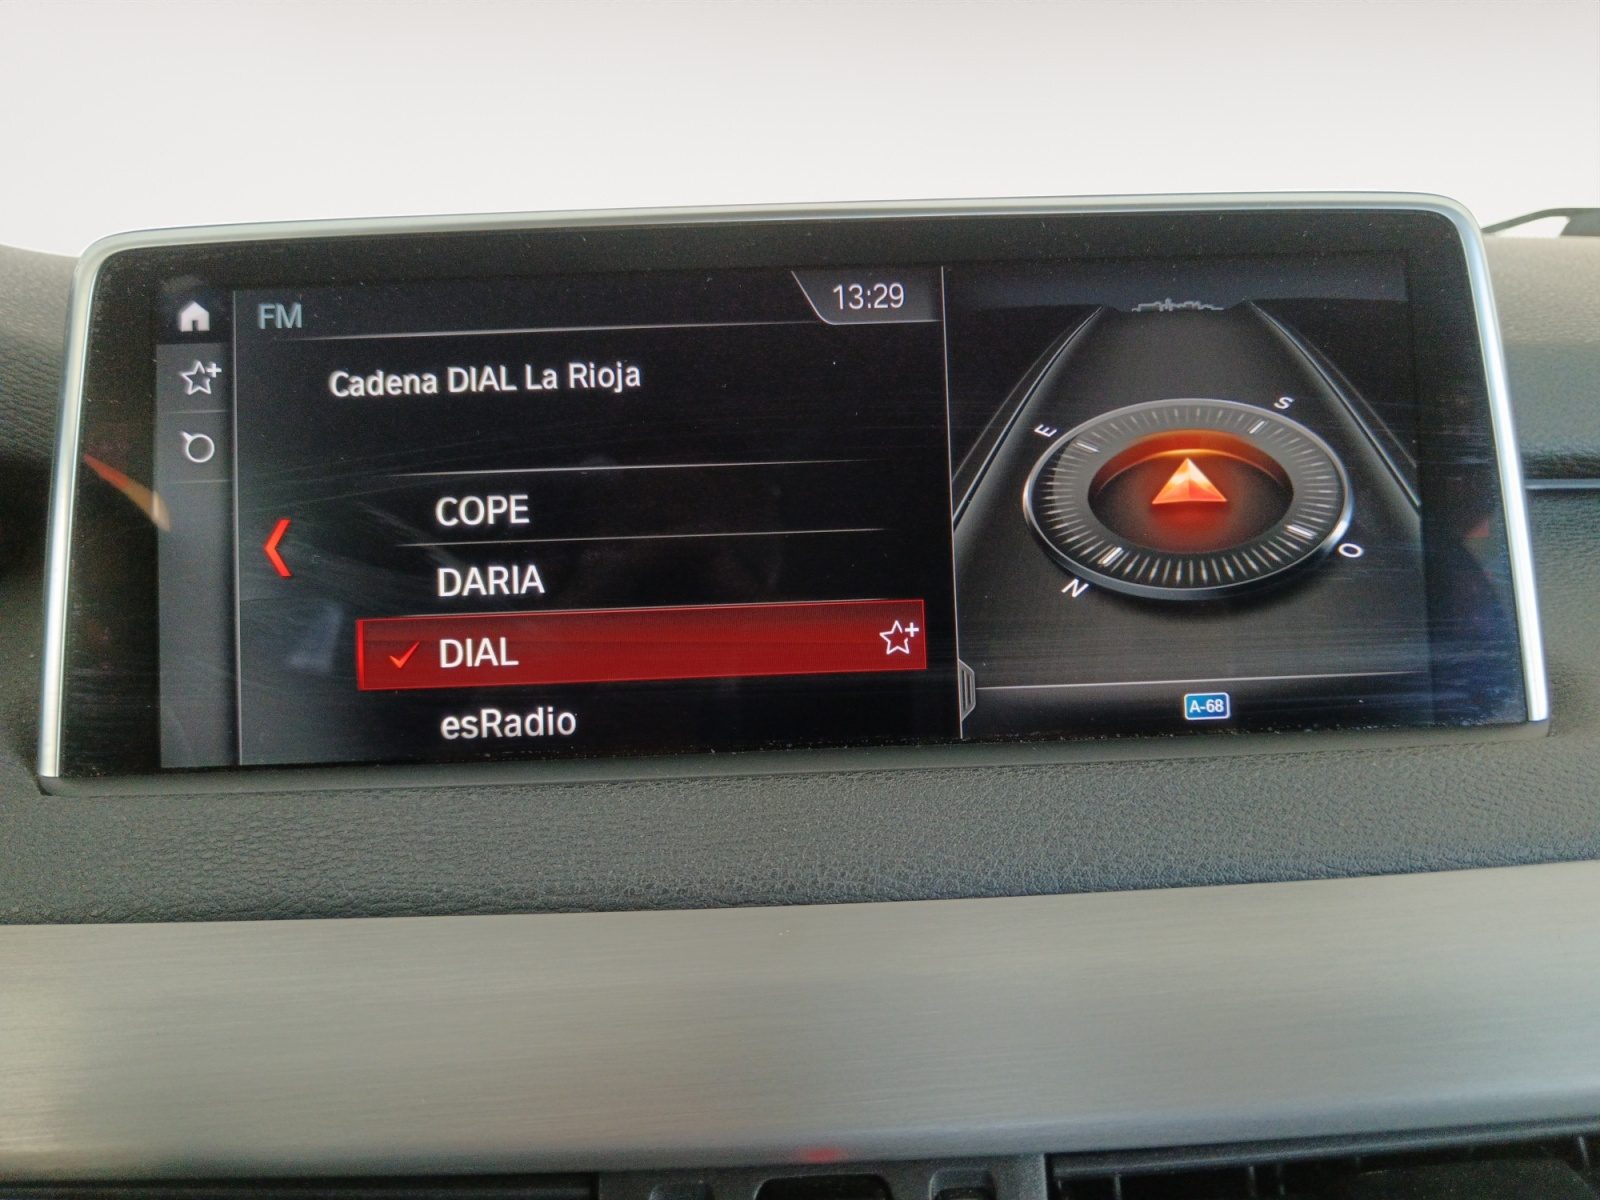 FM
13:29
Cadena DIAL La Rioja
COPE
DARIA
DIAL
esRadio
E
S
N
O
A-68